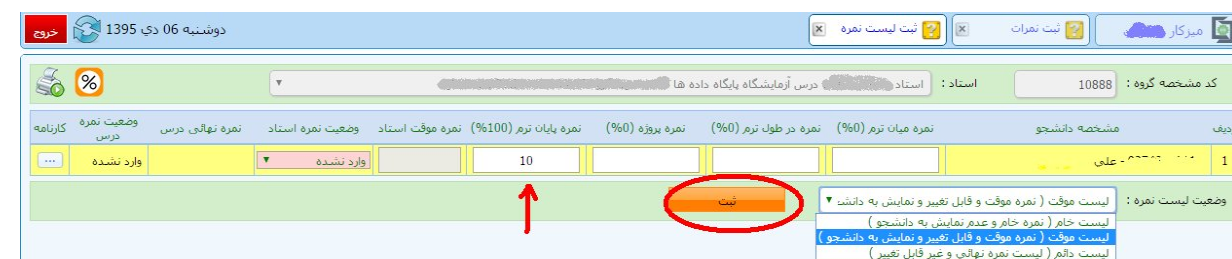 میزکار
ثبت نمرات
ثبت لیست نمره
دوشنبه 06 دي 1395
خروج
کد مشخصه گروه : 10888
استاد : استاد درس آزمایشگاه پایگاه داده ها
مشخصه دانشجو نمره میان ترم (0%) نمره در طول ترم (0%) نمره پروژه (0%) نمره پایان ترم (100%) نمره موقت استاد وضعیت نمره استاد نمره نهائی درس وضعیت نمره درس کارنامه
1 - علی 10 وارد نشده وارد نشده ...
وضعیت لیست نمره : لیست موقت ( نمره موقت و قابل تغییر و نمایش به دانشج ثبت
لیست خام ( نمره خام و عدم نمایش به دانشجو )
لیست موقت ( نمره موقت و قابل تغییر و نمایش به دانشجو )
لیست دائم ( لیست نمره نهائی و غیر قابل تغییر )